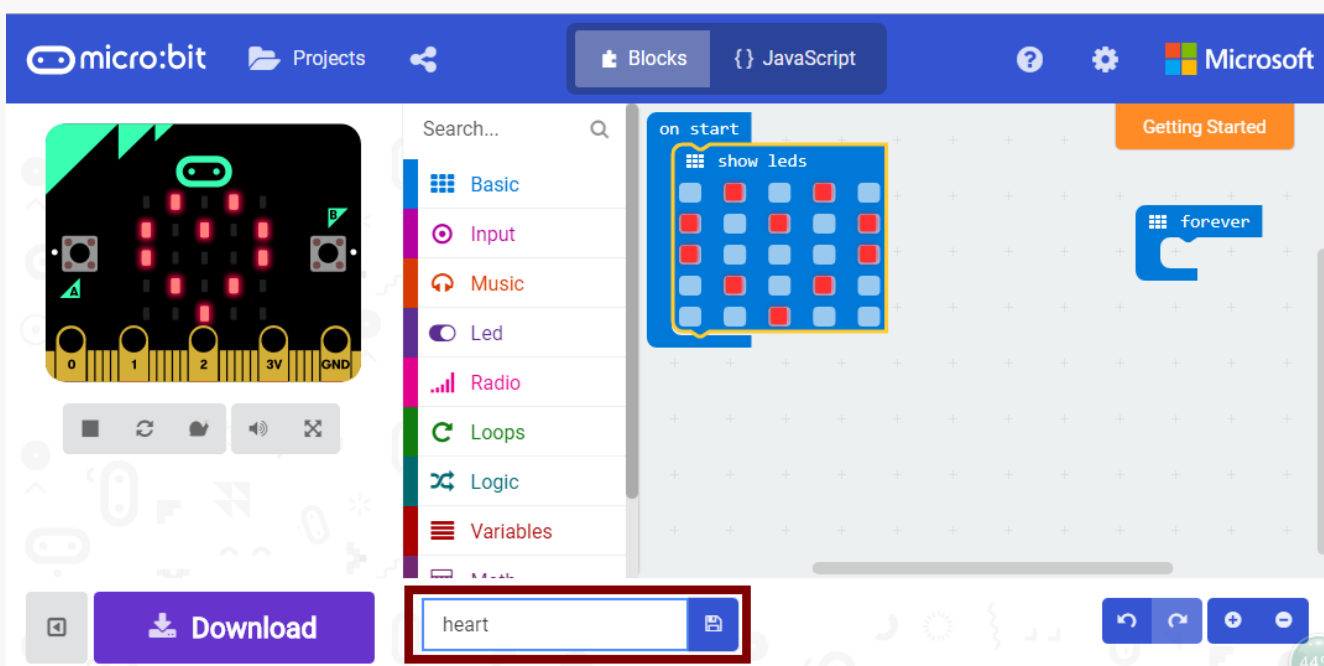 micro:bit Projects Blocks {} JavaScript ? Microsoft
Search...
Basic
Input
Music
Led
Radio
Loops
Logic
Variables
Math
on start
show leds
Getting Started
forever
B
A
0 1 2 3V GND
Download
heart